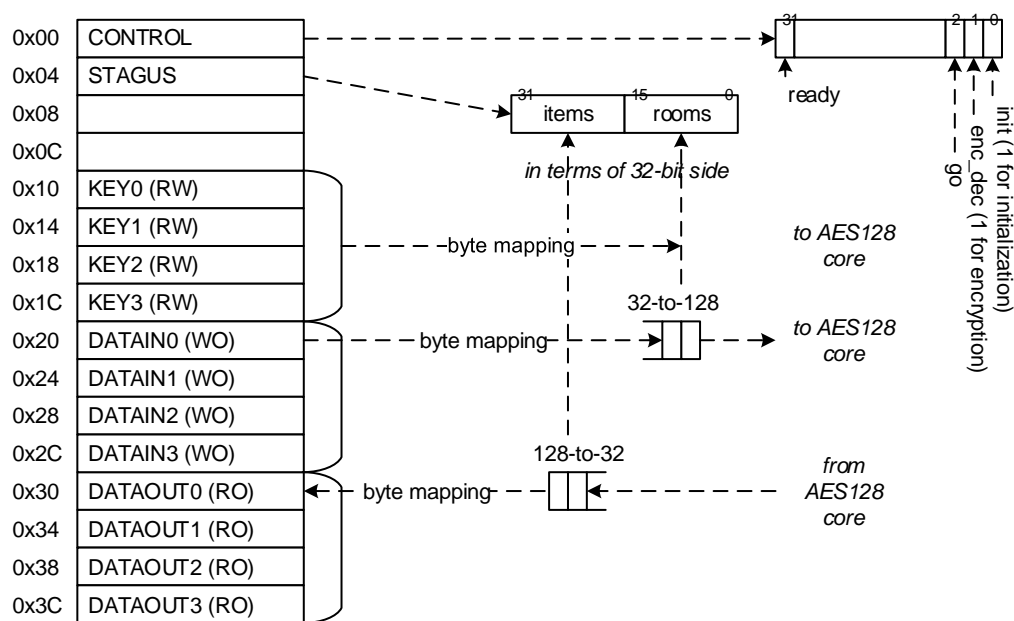 0x00 CONTROL
0x04 STAGUS
0x08
0x0C
0x10 KEY0 (RW)
0x14 KEY1 (RW)
0x18 KEY2 (RW)
0x1C KEY3 (RW)
0x20 DATAIN0 (WO)
0x24 DATAIN1 (WO)
0x28 DATAIN2 (WO)
0x2C DATAIN3 (WO)
0x30 DATAOUT0 (RO)
0x34 DATAOUT1 (RO)
0x38 DATAOUT2 (RO)
0x3C DATAOUT3 (RO)
31 2 1 0
ready
go
enc_dec (1 for encryption)
init (1 for initialization)
31 15 0
items rooms
in terms of 32-bit side
byte mapping
to AES128
core
32-to-128
byte mapping
to AES128
core
128-to-32
byte mapping
from
AES128
core